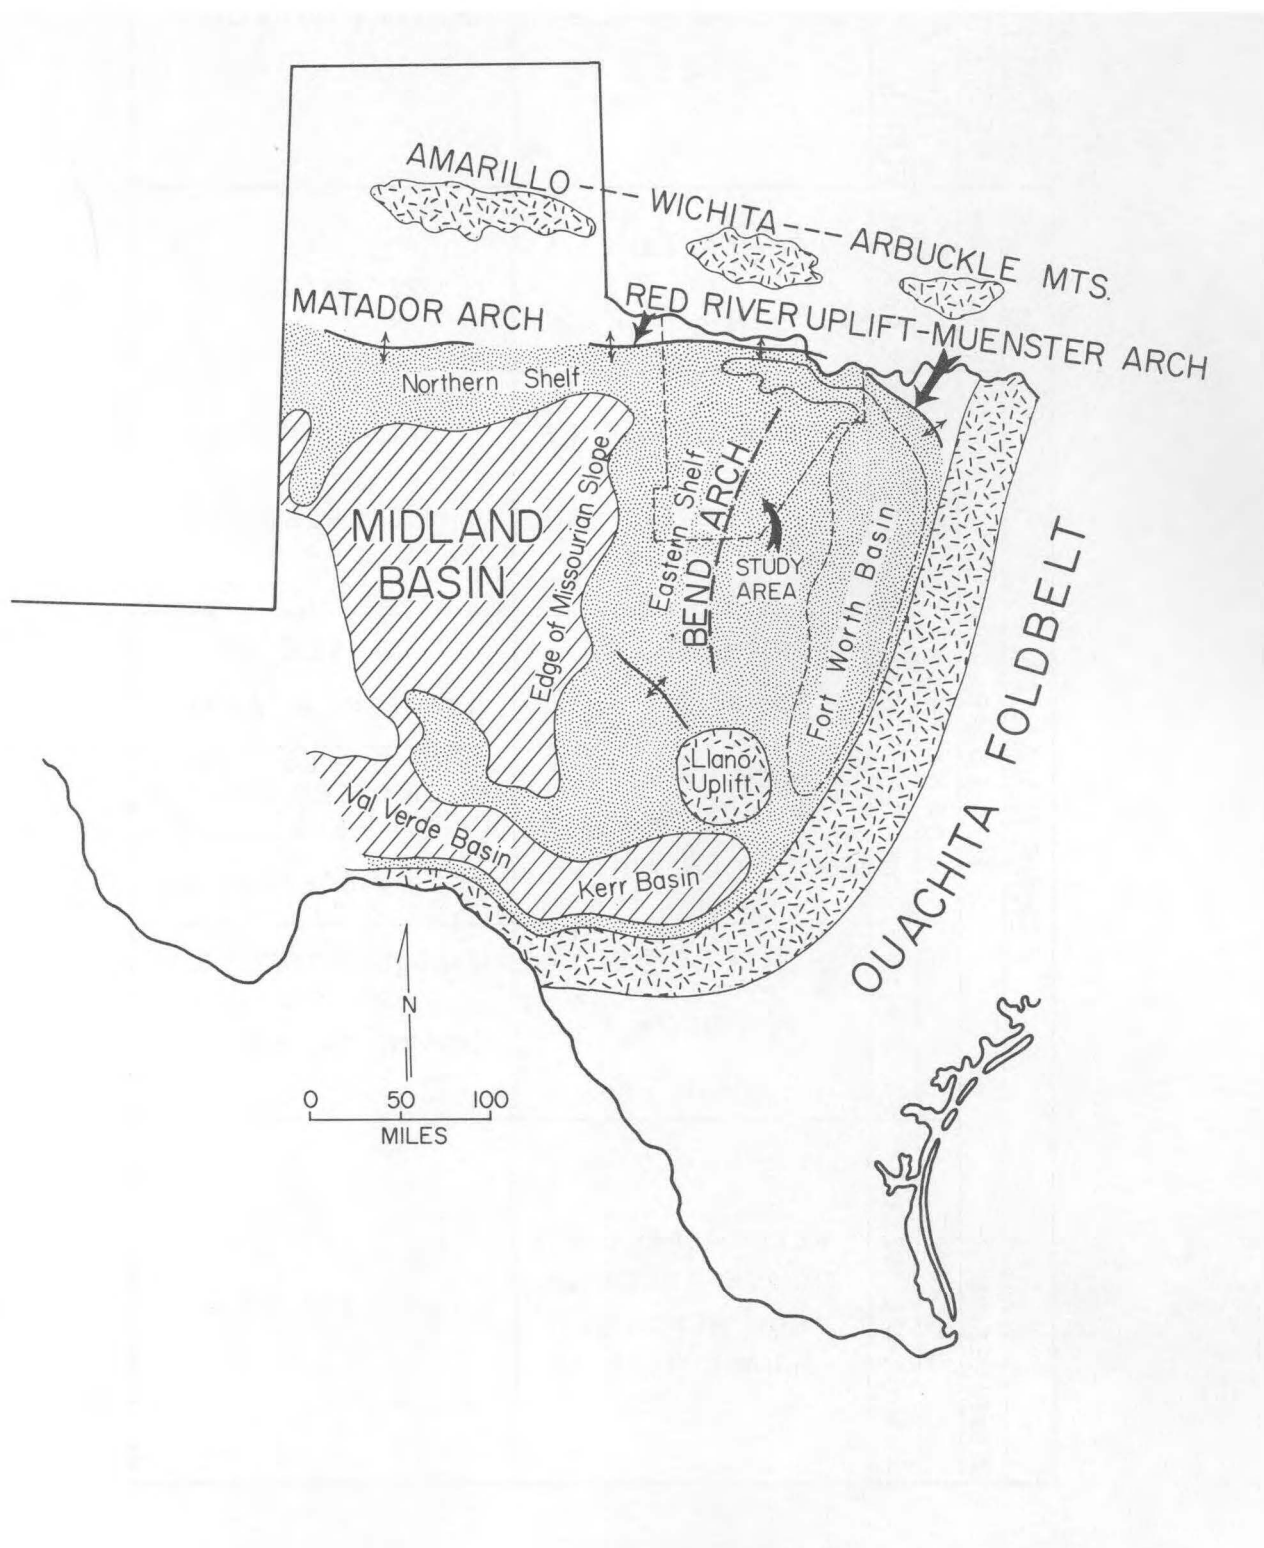 AMARILLO
WICHITA
ARBUCKLE MTS.
MATADOR ARCH
RED RIVER UPLIFT-MUENSTER ARCH
Northern Shelf
MIDLAND
BASIN
Edge of Missourian Slope
Eastern Shelf
BEND ARCH
STUDY
AREA
Fort Worth Basin
OUACHITA FOLDBELT
Llano
Uplift
Val Verde Basin
Kerr Basin
N
0 50 100
MILES